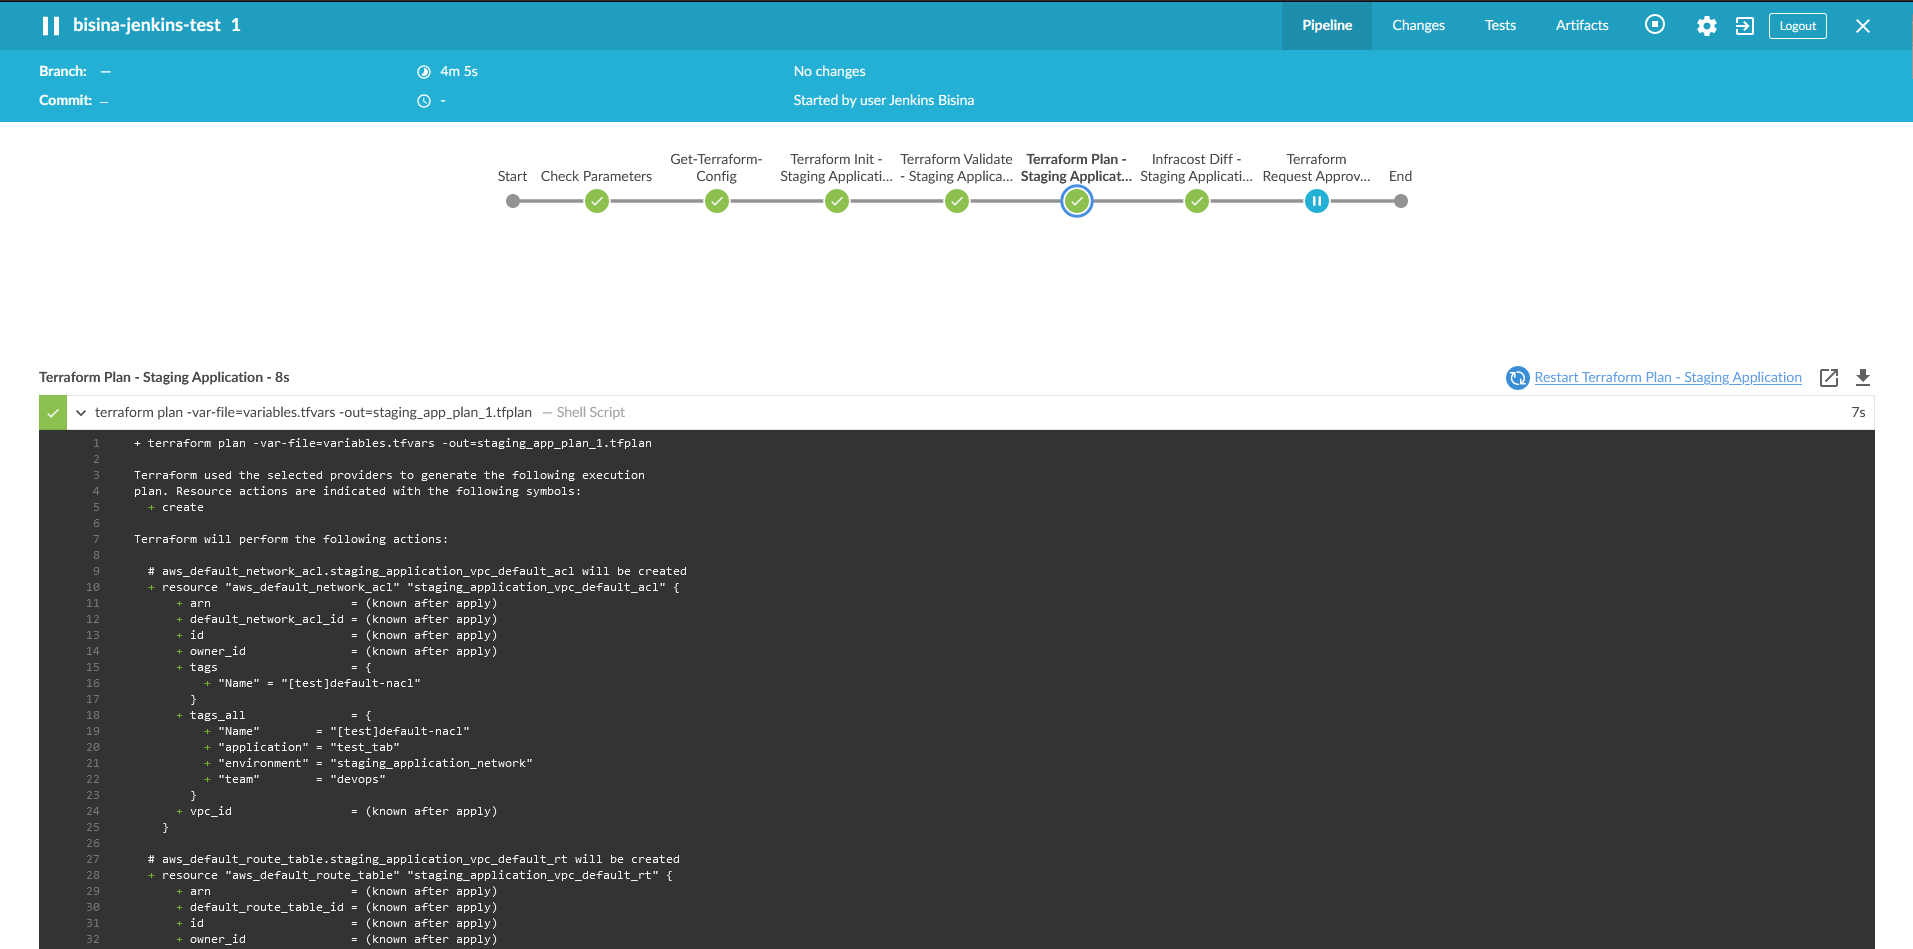 bisina-jenkins-test 1
Pipeline Changes Tests Artifacts Logout
Branch: — 4m 5s No changes
Commit: — - Started by user Jenkins Bisina
Start Check Parameters Get-Terraform-Config Terraform Init - Staging Applicati... Terraform Validate - Staging Applica... Terraform Plan - Staging Applicat... Infracost Diff - Staging Applicati... Terraform Request Approv... End
Terraform Plan - Staging Application - 8s Restart Terraform Plan - Staging Application
terraform plan -var-file=variables.tfvars -out=staging_app_plan_1.tfplan — Shell Script 7s
1 + terraform plan -var-file=variables.tfvars -out=staging_app_plan_1.tfplan
2
3 Terraform used the selected providers to generate the following execution
4 plan. Resource actions are indicated with the following symbols:
5 + create
6
7 Terraform will perform the following actions:
8
9 # aws_default_network_acl.staging_application_vpc_default_acl will be created
10 + resource "aws_default_network_acl" "staging_application_vpc_default_acl" {
11 + arn = (known after apply)
12 + default_network_acl_id = (known after apply)
13 + id = (known after apply)
14 + owner_id = (known after apply)
15 + tags = {
16 + "Name" = "[test]default-nacl"
17 }
18 + tags_all = {
19 + "Name" = "[test]default-nacl"
20 + "application" = "test_tab"
21 + "environment" = "staging_application_network"
22 + "team" = "devops"
23 }
24 + vpc_id = (known after apply)
25 }
26
27 # aws_default_route_table.staging_application_vpc_default_rt will be created
28 + resource "aws_default_route_table" "staging_application_vpc_default_rt" {
29 + arn = (known after apply)
30 + default_route_table_id = (known after apply)
31 + id = (known after apply)
32 + owner_id = (known after apply)